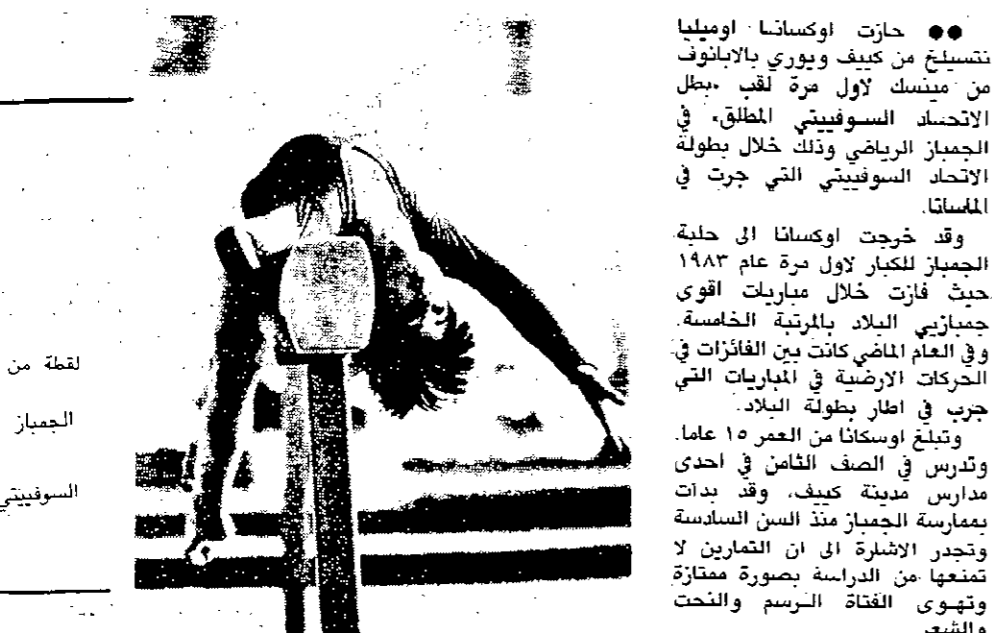 ●● حازت اوكسانا اوميليا
نتسيلخ من كييف ويوري بالابانوف
من مينسك لاول مرة لقب «بطل
الاتحاد السوفييتي المطلق» في
الجمباز الرياضي وذلك خلال بطولة
الاتحاد السوفييتي التي جرت في
الماساتا.
وقد خرجت اوكسانا الى حلبة
الجمباز للكبار لاول مرة عام ١٩٨٣
حيث فازت خلال مباريات اقوى
جمبازيي البلاد بالمرتبة الخامسة.
وفي العام الماضي كانت بين الفائزات في
الحركات الارضية في المباريات التي
جرب في اطار بطولة البلاد.
وتبلغ اوسكانا من العمر ١٥ عاما.
وتدرس في الصف الثامن في احدى
مدارس مدينة كييف، وقد بدأت
بممارسة الجمباز منذ السن السادسة
وتجدر الاشارة الى ان التمارين لا
تمنعها من الدراسة بصورة ممتازة
وتهوى الفتاة الرسم والنحت
والشعر
لقطة من
الجمباز
السوفييتي